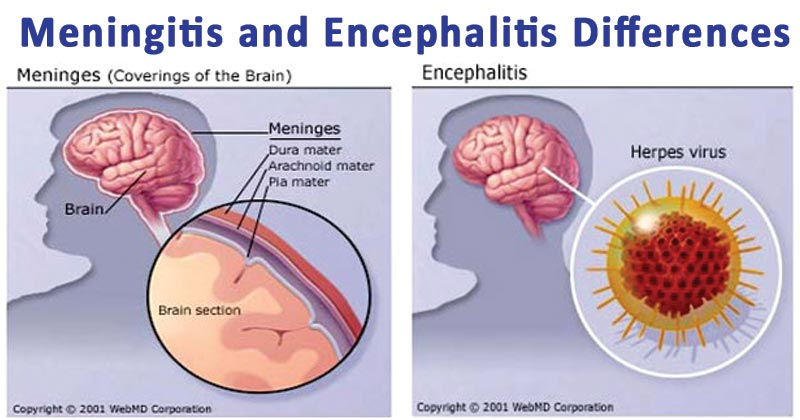 Meningitis and Encephalitis Differences
Meninges (Coverings of the Brain)
Meninges
Dura mater
Arachnoid mater
Pia mater
Brain
Brain section
Copyright © 2001 WebMD Corporation
Encephalitis
Herpes virus
Copyright © 2001 WebMD Corporation